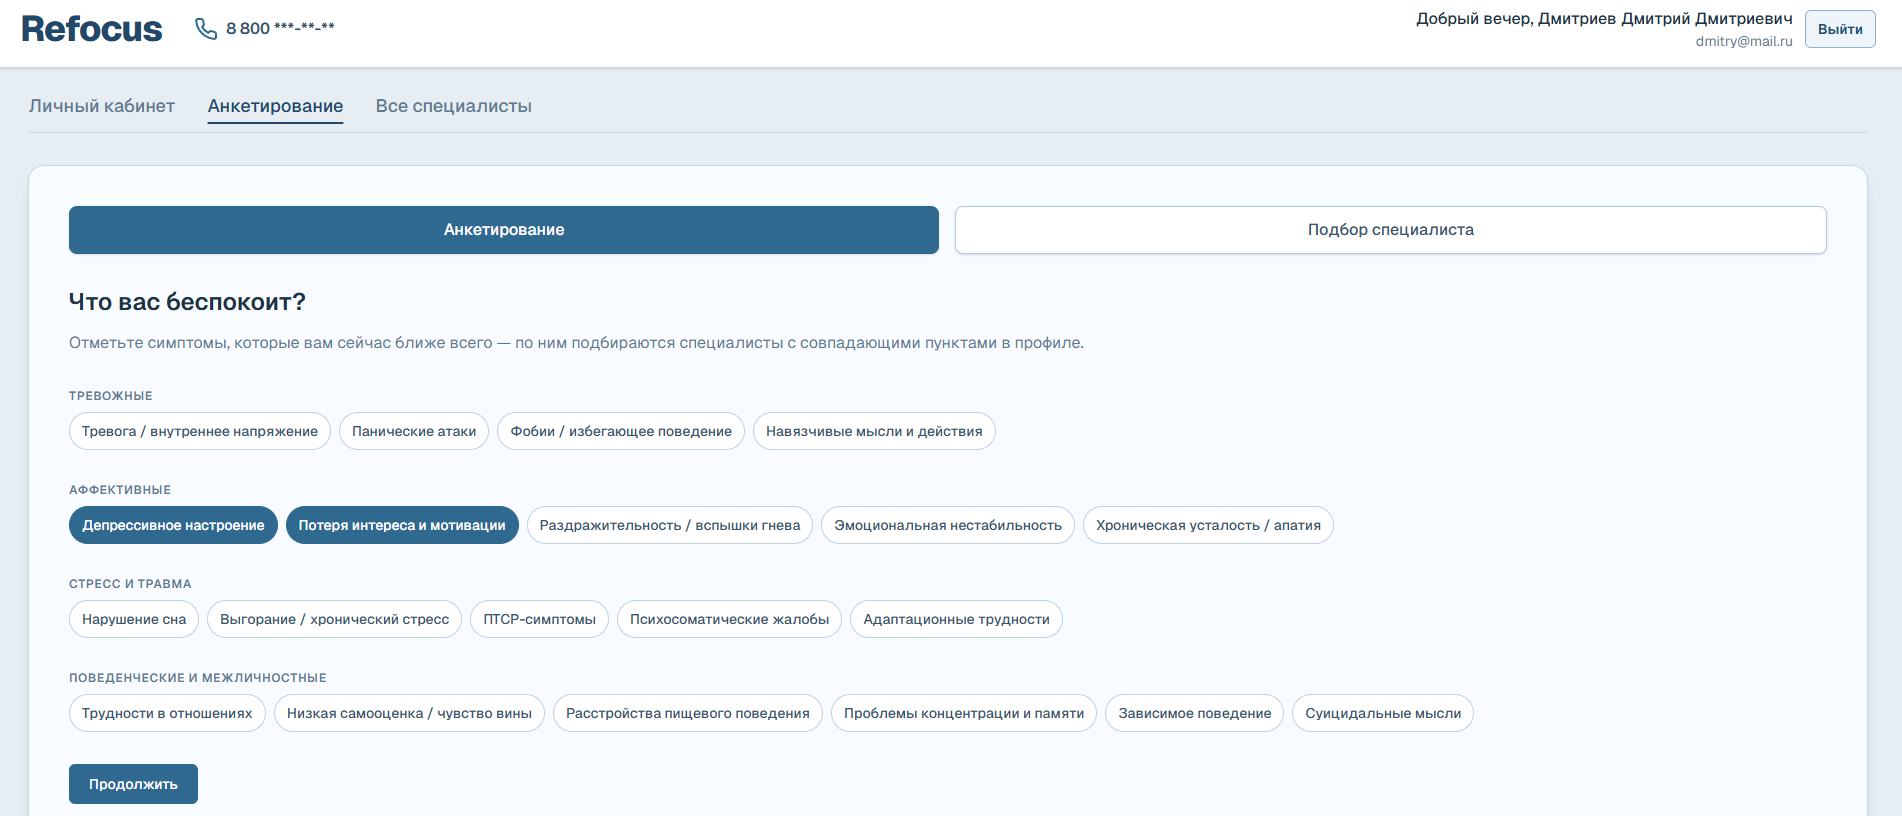 Refocus
8 800 ***-**-**
Добрый вечер, Дмитриев Дмитрий Дмитриевич
dmitry@mail.ru
Выйти
Личный кабинет
Анкетирование
Все специалисты
Анкетирование
Подбор специалиста
Что вас беспокоит?
Отметьте симптомы, которые вам сейчас ближе всего — по ним подбираются специалисты с совпадающими пунктами в профиле.
ТРЕВОЖНЫЕ
Тревога / внутреннее напряжение
Панические атаки
Фобии / избегающее поведение
Навязчивые мысли и действия
АФФЕКТИВНЫЕ
Депрессивное настроение
Потеря интереса и мотивации
Раздражительность / вспышки гнева
Эмоциональная нестабильность
Хроническая усталость / апатия
СТРЕСС И ТРАВМА
Нарушение сна
Выгорание / хронический стресс
ПТСР-симптомы
Психосоматические жалобы
Адаптационные трудности
ПОВЕДЕНЧЕСКИЕ И МЕЖЛИЧНОСТНЫЕ
Трудности в отношениях
Низкая самооценка / чувство вины
Расстройства пищевого поведения
Проблемы концентрации и памяти
Зависимое поведение
Суицидальные мысли
Продолжить